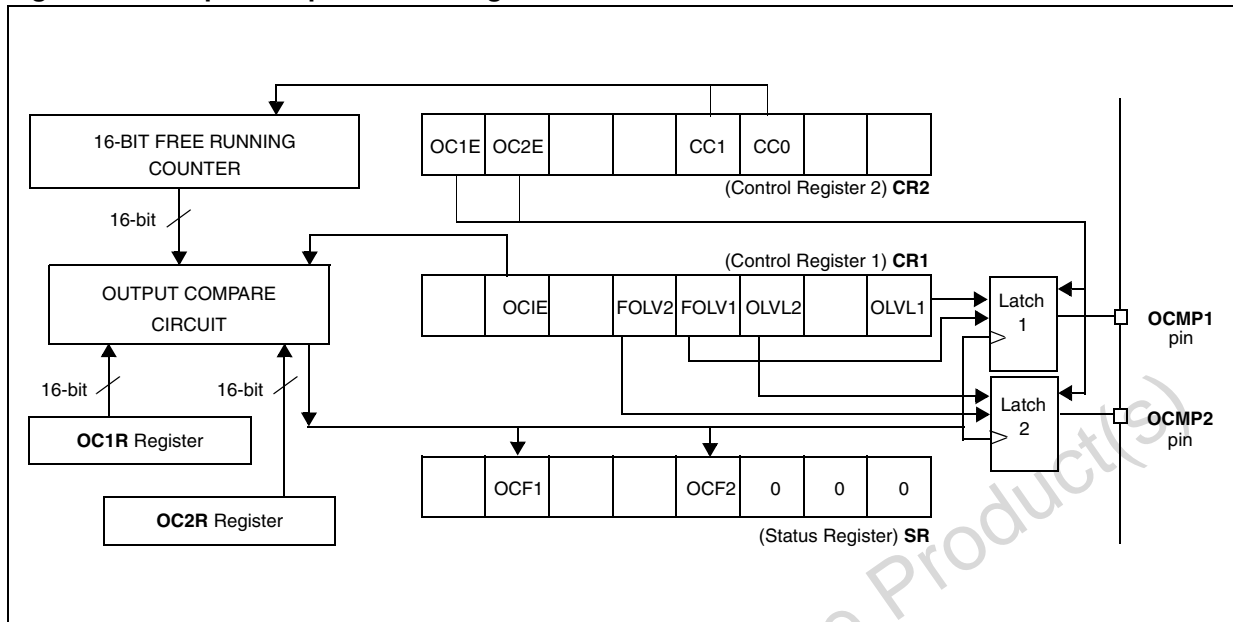 16-BIT FREE RUNNING
COUNTER
OC1E OC2E CC1 CC0
(Control Register 2) CR2
16-bit
(Control Register 1) CR1
OUTPUT COMPARE
CIRCUIT
OCIE FOLV2 FOLV1 OLVL2 OLVL1
Latch
1
OCMP1
pin
16-bit 16-bit
Latch
2
OCMP2
pin
OC1R Register
OCF1 OCF2 0 0 0
OC2R Register
(Status Register) SR
Product(s)